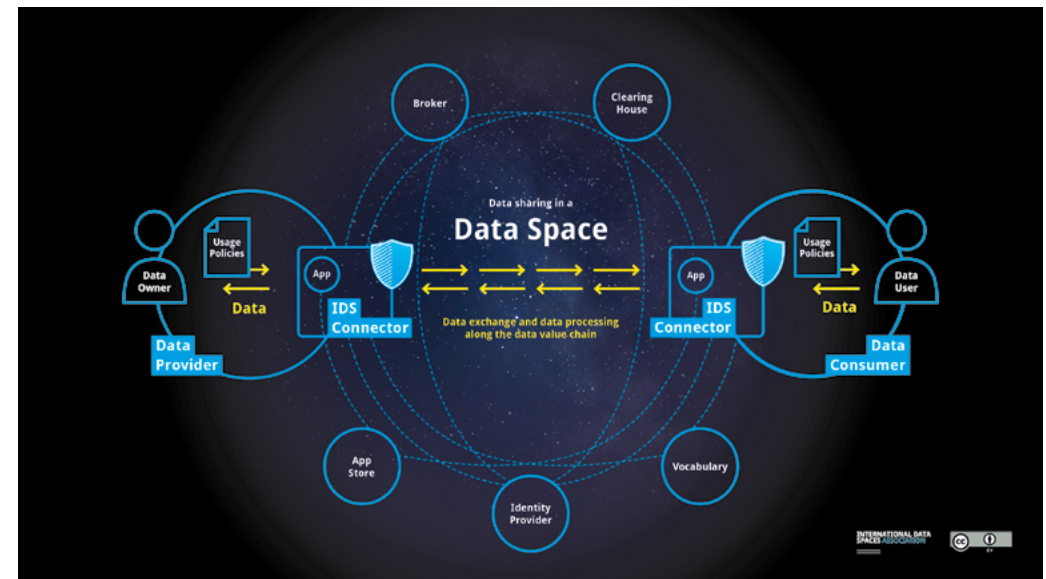 Broker
Clearing
House
Data sharing in a
Data Space
Usage
Policies
Data
Owner
App
Data
IDS
Connector
Data
Provider
Data exchange and data processing
along the data value chain
App
IDS
Connector
Usage
Policies
Data
User
Data
Data
Consumer
App
Store
Vocabulary
Identity
Provider
INTERNATIONAL DATA
SPACES ASSOCIATION
cc
BY